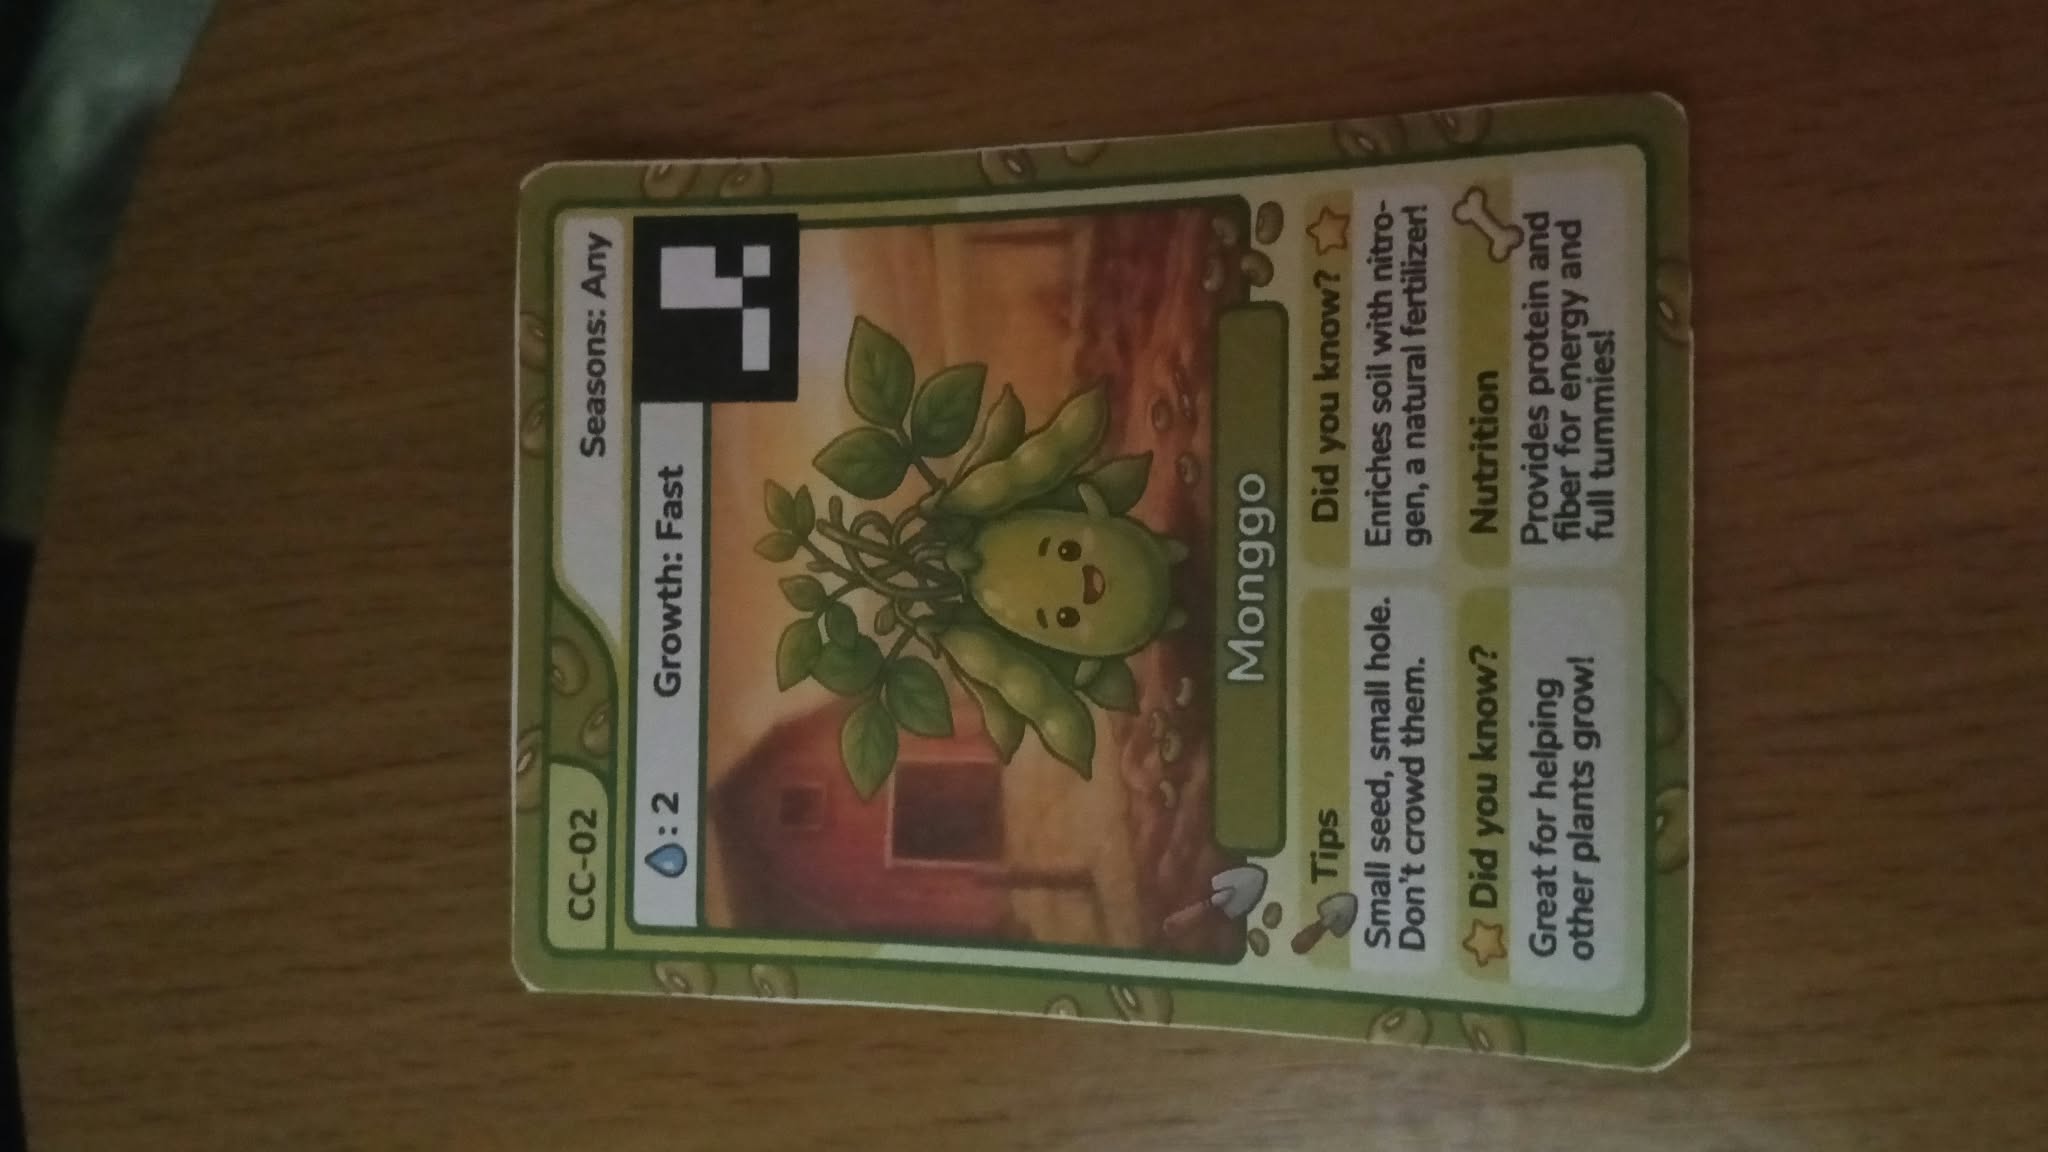 CC-02
Seasons: Any
: 2
Growth: Fast
Monggo
Tips
Small seed, small hole.
Don't crowd them.
Did you know?
Enriches soil with nitro-
gen, a natural fertilizer!
Did you know?
Great for helping
other plants grow!
Nutrition
Provides protein and
fiber for energy and
full tummies!